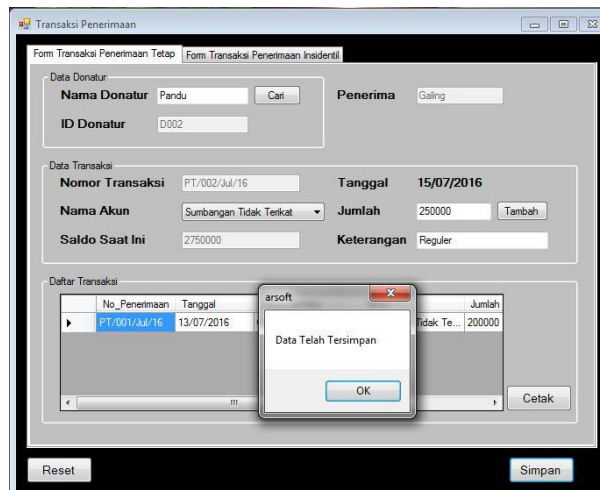 Transaksi Penerimaan
Form Transaksi Penerimaan Tetap Form Transaksi Penerimaan Insidentil
Data Donatur
Nama Donatur Pandu Cari Penerima Galing
ID Donatur D002
Data Transaksi
Nomor Transaksi PT/002/Jul/16 Tanggal 15/07/2016
Nama Akun Sumbangan Tidak Terikat Jumlah 250000 Tambah
Saldo Saat Ini 2750000 Keterangan Reguler
Daftar Transaksi
No_Penerimaan Tanggal Jumlah
PT/001/Jul/16 13/07/2016 Tidak Te... 200000
arsoft
Data Telah Tersimpan
OK
Cetak
Reset Simpan